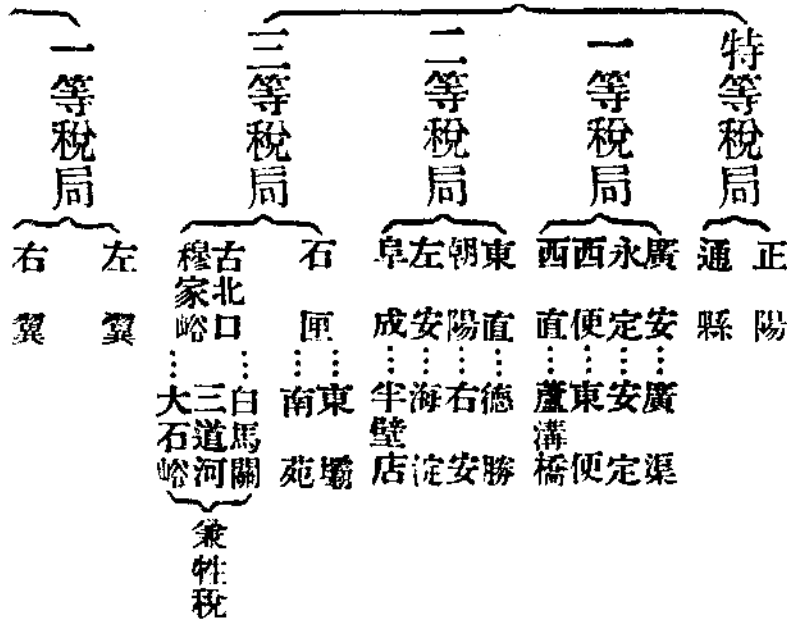 特等稅局
正陽
通縣
一等稅局
廣安……廣渠
永定……安定
西便……東便
西直……蘆溝橋
二等稅局
東直……德勝
朝陽……右安
左安……海淀
阜成……半壁店
三等稅局
石匣……東壩
……南苑
古北口……白馬關
三道河
穆家峪……大石峪
兼牲稅
一等稅局
左翼
右翼